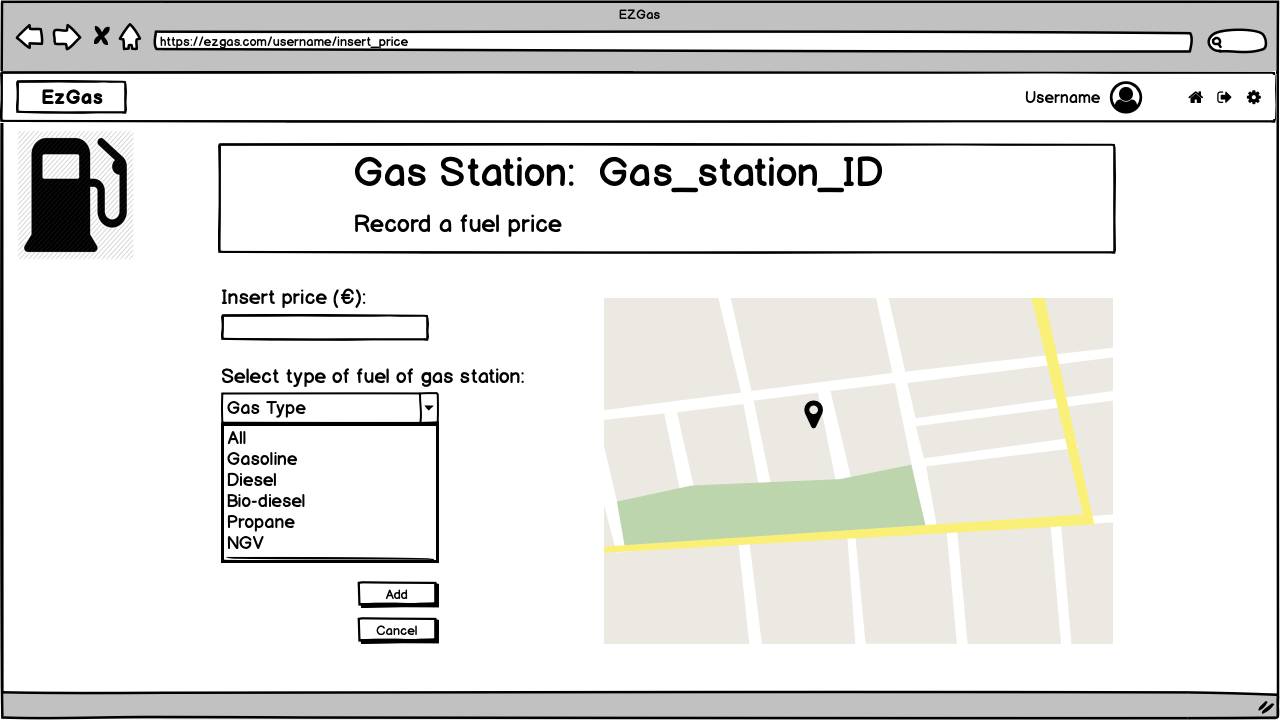 EZGas
https://ezgas.com/username/insert_price
EzGas
Username
Gas Station: Gas_station_ID
Record a fuel price
Insert price (€):
Select type of fuel of gas station:
Gas Type
All
Gasoline
Diesel
Bio-diesel
Propane
NGV
Add
Cancel